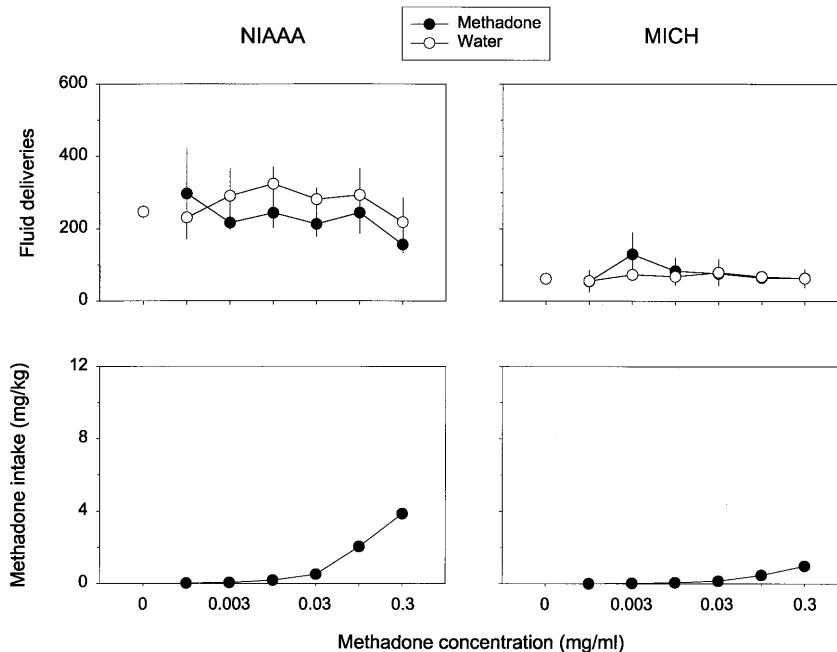 NIAAA
Methadone
Water
MICH
600
400
200
0
Fluid deliveries
12
8
4
0
Methadone intake (mg/kg)
0
0.003
0.03
0.3
0
0.003
0.03
0.3
Methadone concentration (mg/ml)